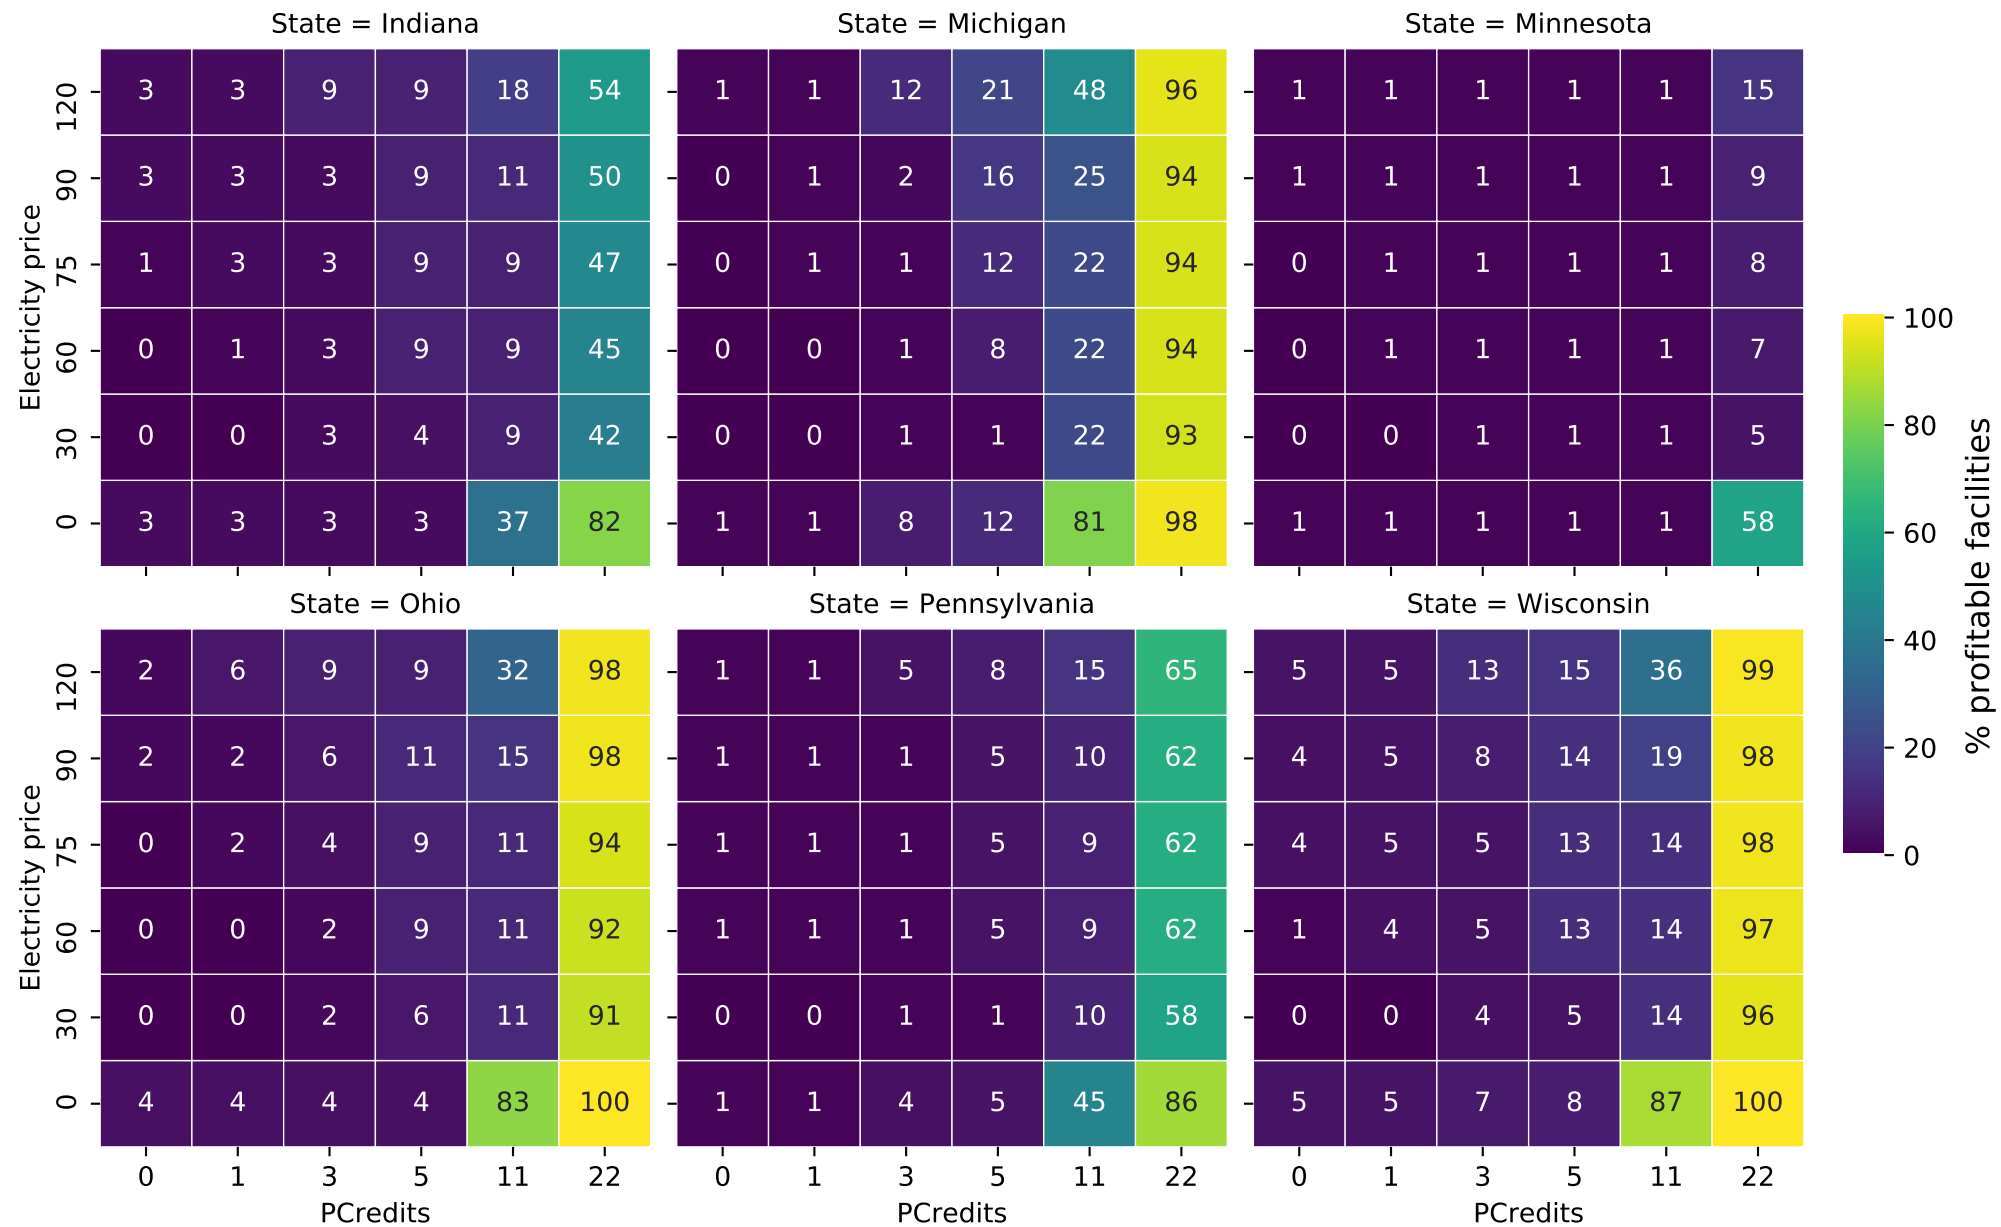 State = Indiana State = Michigan State = Minnesota
120 3 3 9 9 18 54 1 1 12 21 48 96 1 1 1 1 1 15
90 3 3 3 9 11 50 0 1 2 16 25 94 1 1 1 1 1 9
75 1 3 3 9 9 47 0 1 1 12 22 94 0 1 1 1 1 8
60 0 1 3 9 9 45 0 0 1 8 22 94 0 1 1 1 1 7
30 0 0 3 4 9 42 0 0 1 1 22 93 0 0 1 1 1 5
0 3 3 3 3 37 82 1 1 8 12 81 98 1 1 1 1 1 58
Electricity price
State = Ohio State = Pennsylvania State = Wisconsin
120 2 6 9 9 32 98 1 1 5 8 15 65 5 5 13 15 36 99
90 2 2 6 11 15 98 1 1 1 5 10 62 4 5 8 14 19 98
75 0 2 4 9 11 94 1 1 1 5 9 62 4 5 5 13 14 98
60 0 0 2 9 11 92 1 1 1 5 9 62 1 4 5 13 14 97
30 0 0 2 6 11 91 0 0 1 1 10 58 0 0 4 5 14 96
0 4 4 4 4 83 100 1 1 4 5 45 86 5 5 7 8 87 100
Electricity price
0 1 3 5 11 22 0 1 3 5 11 22 0 1 3 5 11 22
PCredits PCredits PCredits
100
80
60
40
20
0
% profitable facilities